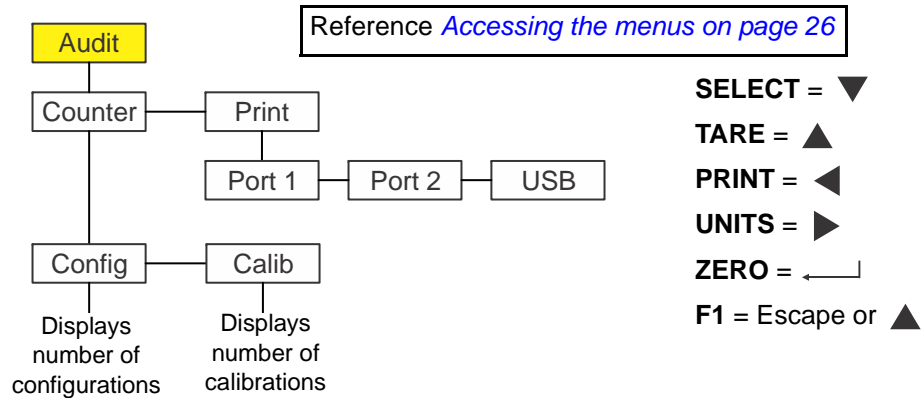 Reference Accessing the menus on page 26
Audit
Counter
Print
Port 1
Port 2
USB
Config
Calib
Displays
number of
configurations
Displays
number of
calibrations
SELECT = ▼
TARE = ▲
PRINT = ◀
UNITS = ▶
ZERO = ↵
F1 = Escape or ▲